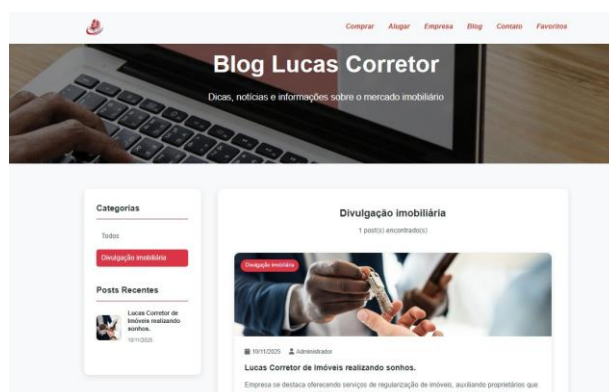 Comprar Alugar Empresa Blog Contato Favoritos
Blog Lucas Corretor
Dicas, notícias e informações sobre o mercado imobiliário
Categorias
Todos
Divulgação imobiliária
Posts Recentes
Lucas Corretor de
Imóveis realizando
sonhos.
10/11/2025
Divulgação imobiliária
1 post(s) encontrado(s)
Divulgação imobiliária
10/11/2025 Administrador
Lucas Corretor de Imóveis realizando sonhos.
Empresa se destaca oferecendo serviços de regularização de imóveis, auxiliando proprietários que